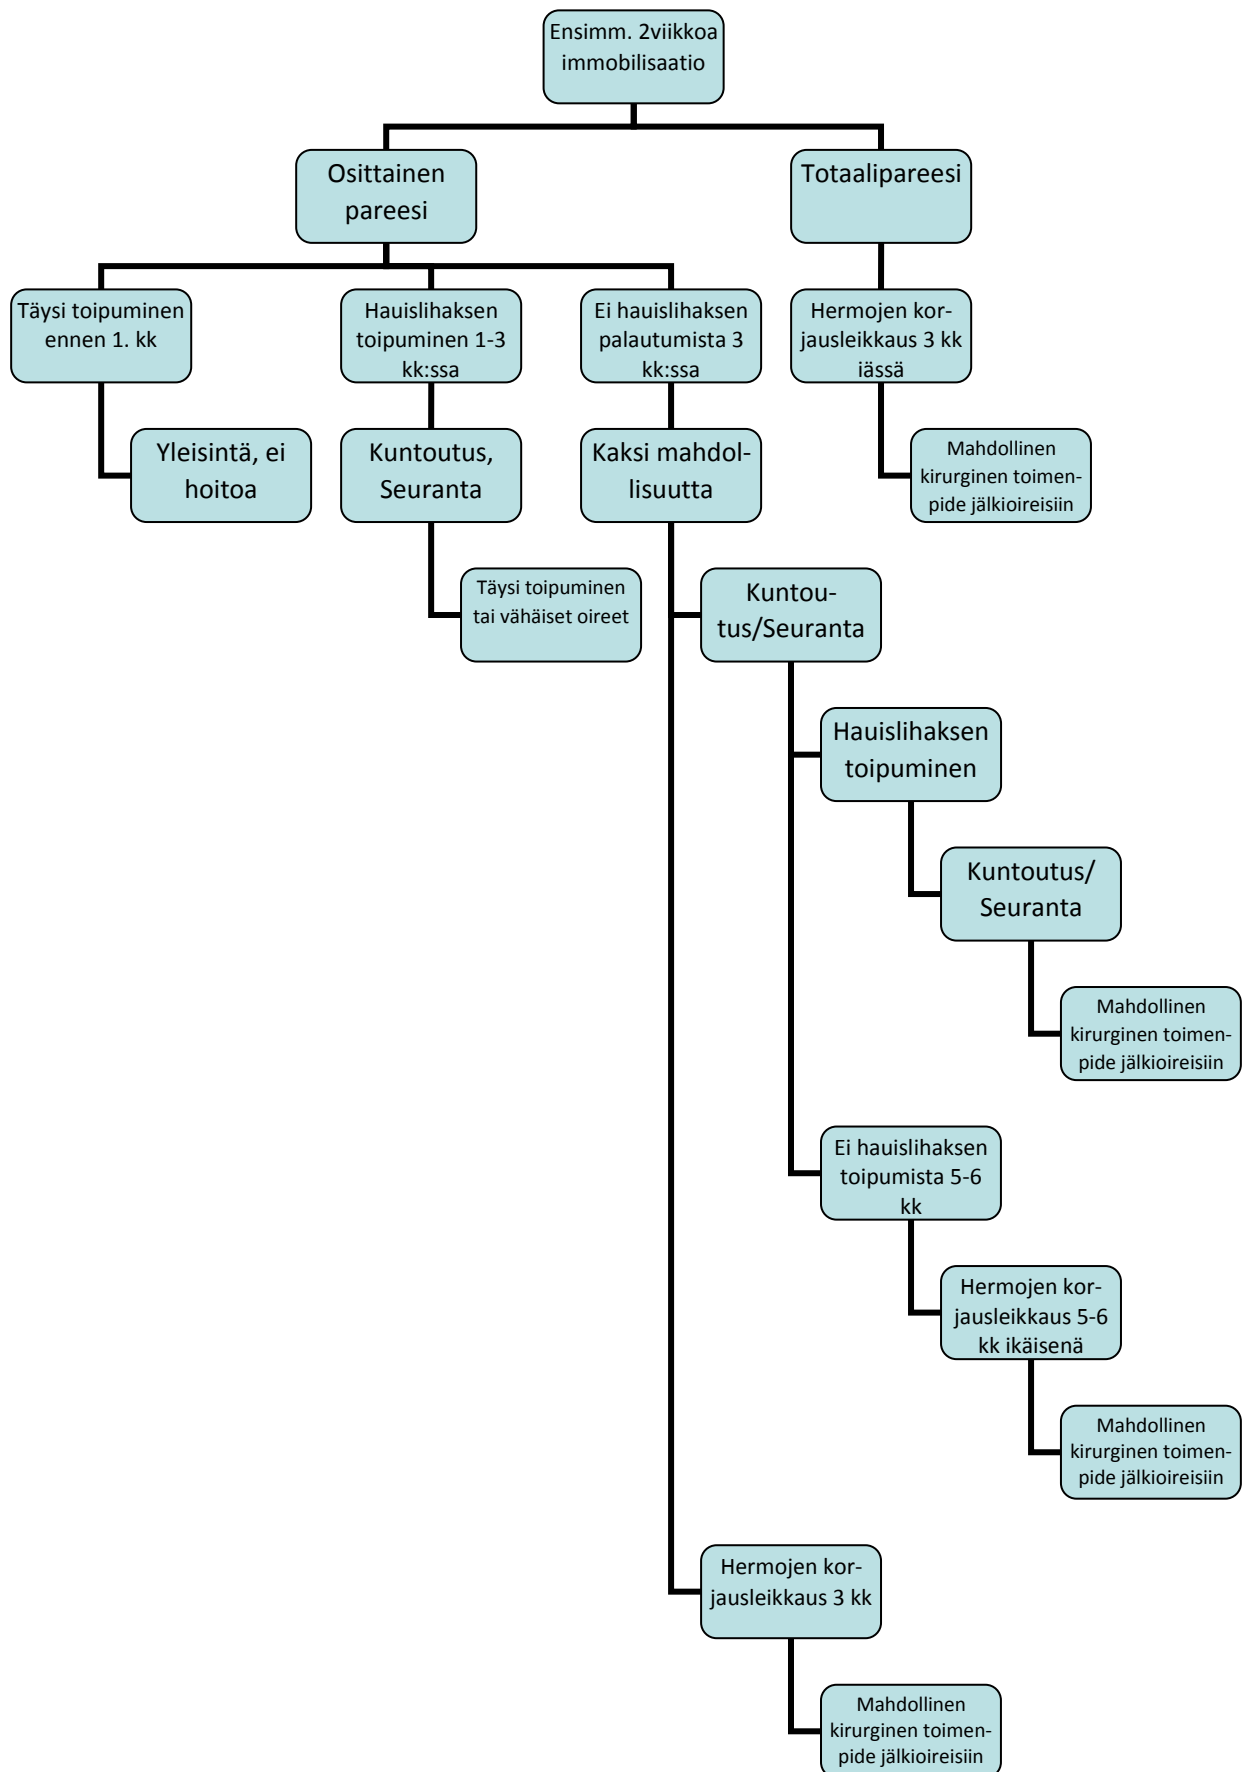 Ensimm. 2viikkoa
immobilisaatio
Osittainen
pareesi
Totaalipareesi
Täysi toipuminen
ennen 1. kk
Hauislihaksen
toipuminen 1-3
kk:ssa
Ei hauislihaksen
palautumista 3
kk:ssa
Hermojen kor-
jausleikkaus 3 kk
iässä
Yleisintä, ei
hoitoa
Kuntoutus,
Seuranta
Kaksi mahdol-
lisuutta
Mahdollinen
kirurginen toimen-
pide jälkioireisiin
Täysi toipuminen
tai vähäiset oireet
Kuntou-
tus/Seuranta
Hauislihaksen
toipuminen
Kuntoutus/
Seuranta
Mahdollinen
kirurginen toimen-
pide jälkioireisiin
Ei hauislihaksen
toipumista 5-6
kk
Hermojen kor-
jausleikkaus 5-6
kk ikäisenä
Mahdollinen
kirurginen toimen-
pide jälkioireisiin
Hermojen kor-
jausleikkaus 3 kk
Mahdollinen
kirurginen toimen-
pide jälkioireisiin